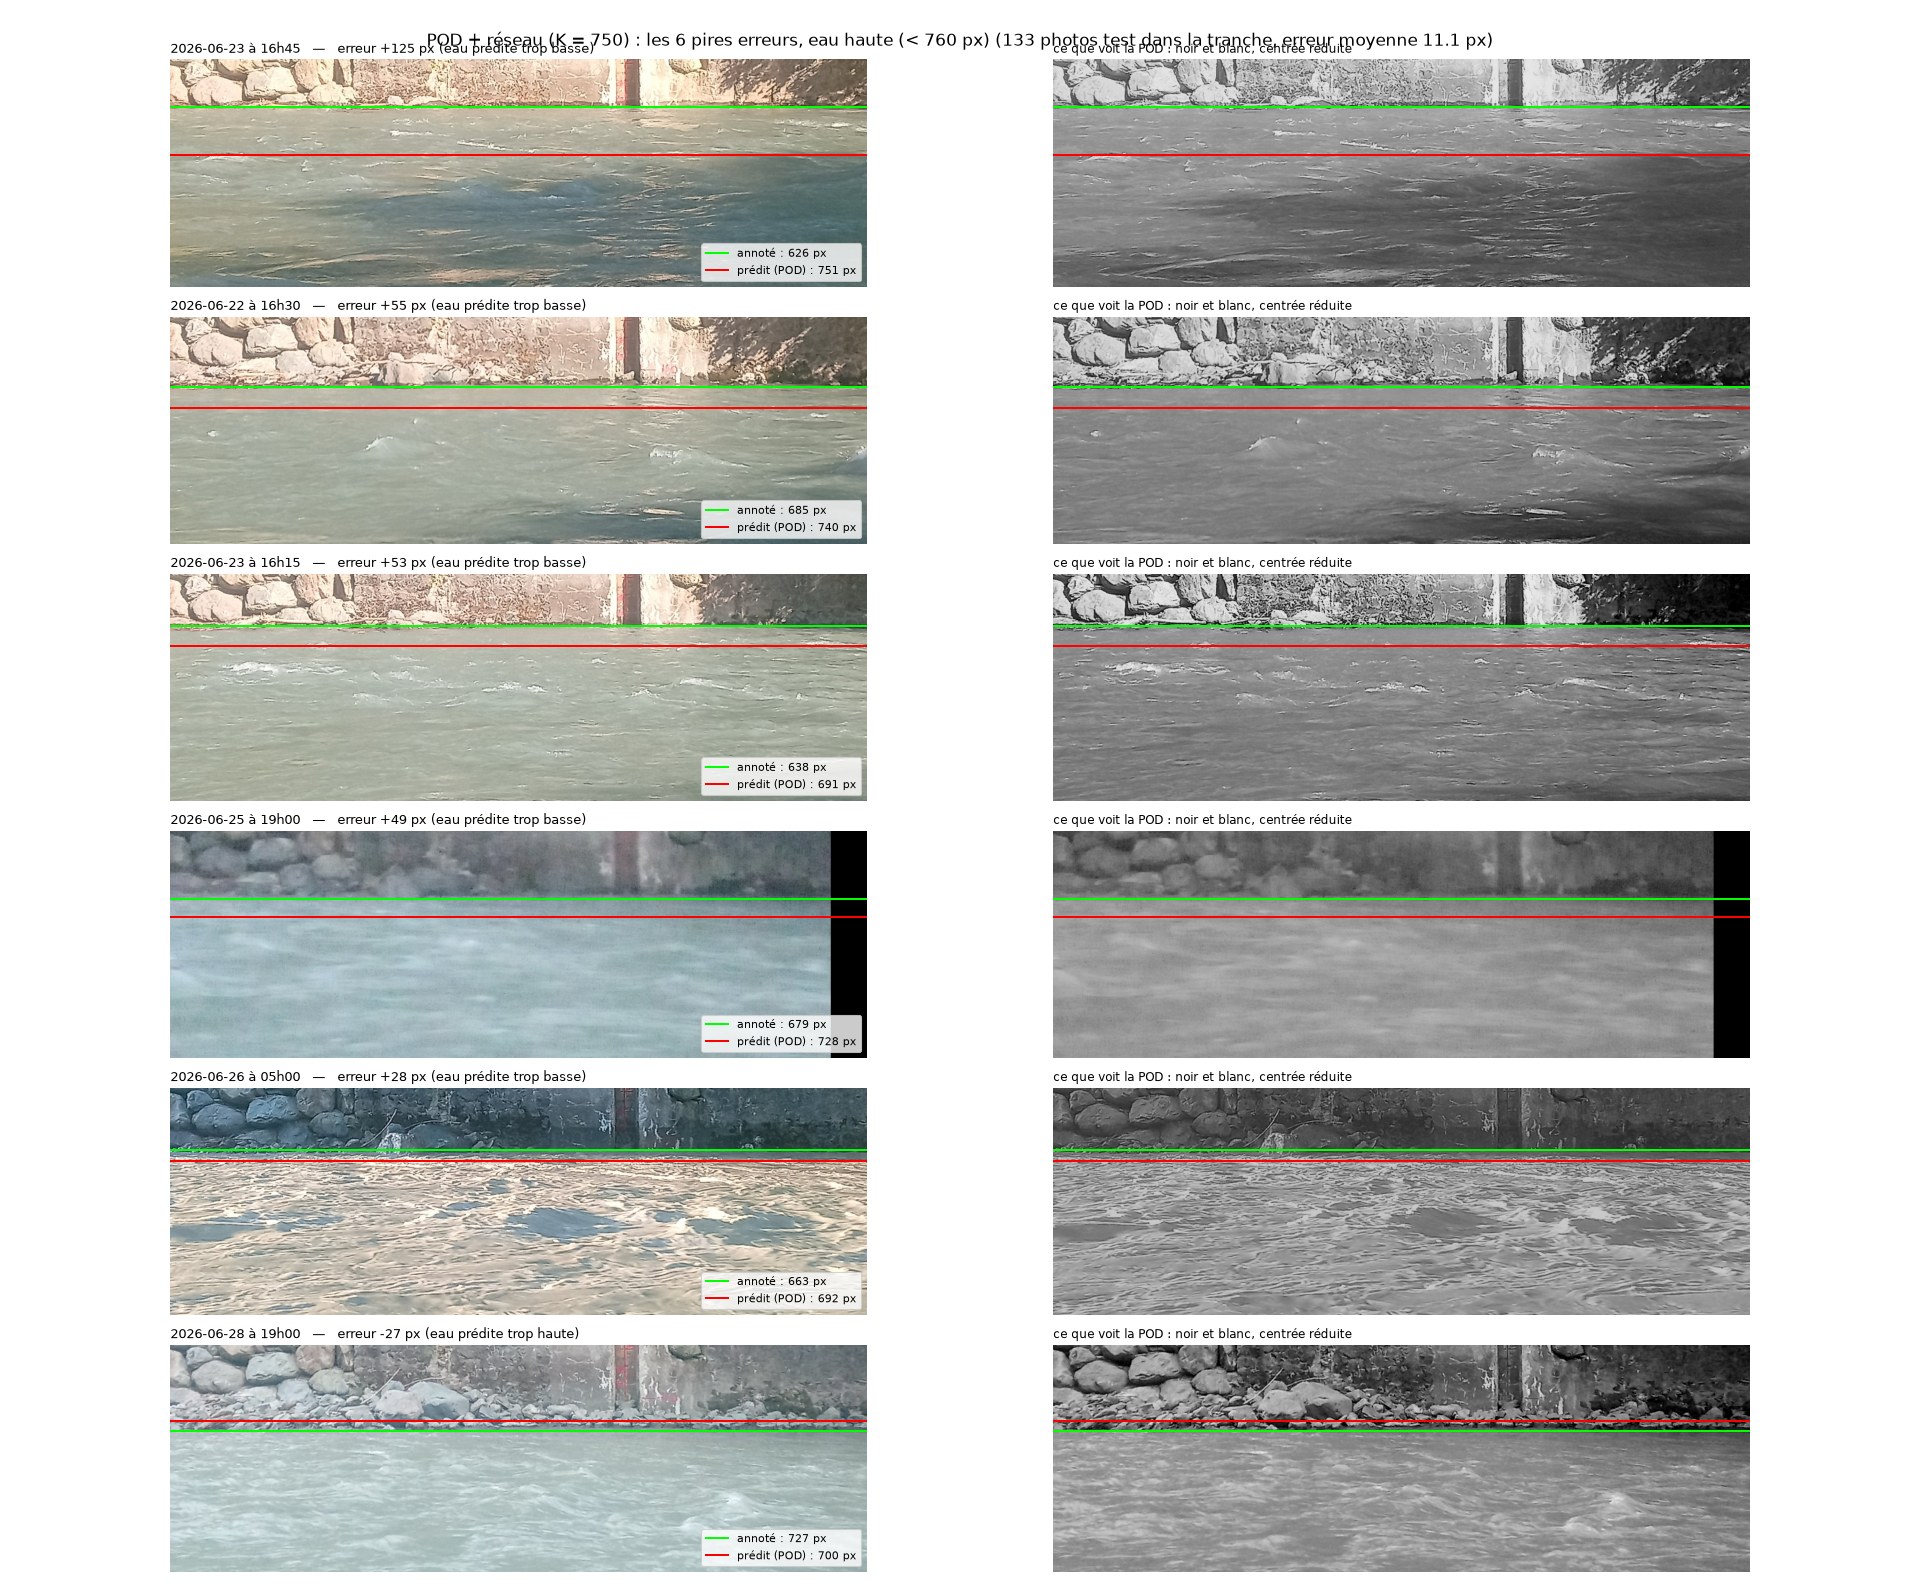 POD + réseau (K = 750) : les 6 pires erreurs, eau haute (< 760 px) (133 photos test dans la tranche, erreur moyenne 11.1 px)
2026-06-23 à 16h45 — erreur +125 px (eau prédite trop basse)
ce que voit la POD : noir et blanc, centrée réduite
annoté : 626 px
prédit (POD) : 751 px
2026-06-22 à 16h30 — erreur +55 px (eau prédite trop basse)
ce que voit la POD : noir et blanc, centrée réduite
annoté : 685 px
prédit (POD) : 740 px
2026-06-23 à 16h15 — erreur +53 px (eau prédite trop basse)
ce que voit la POD : noir et blanc, centrée réduite
annoté : 638 px
prédit (POD) : 691 px
2026-06-25 à 19h00 — erreur +49 px (eau prédite trop basse)
ce que voit la POD : noir et blanc, centrée réduite
annoté : 679 px
prédit (POD) : 728 px
2026-06-26 à 05h00 — erreur +28 px (eau prédite trop basse)
ce que voit la POD : noir et blanc, centrée réduite
annoté : 663 px
prédit (POD) : 692 px
2026-06-28 à 19h00 — erreur -27 px (eau prédite trop haute)
ce que voit la POD : noir et blanc, centrée réduite
annoté : 727 px
prédit (POD) : 700 px